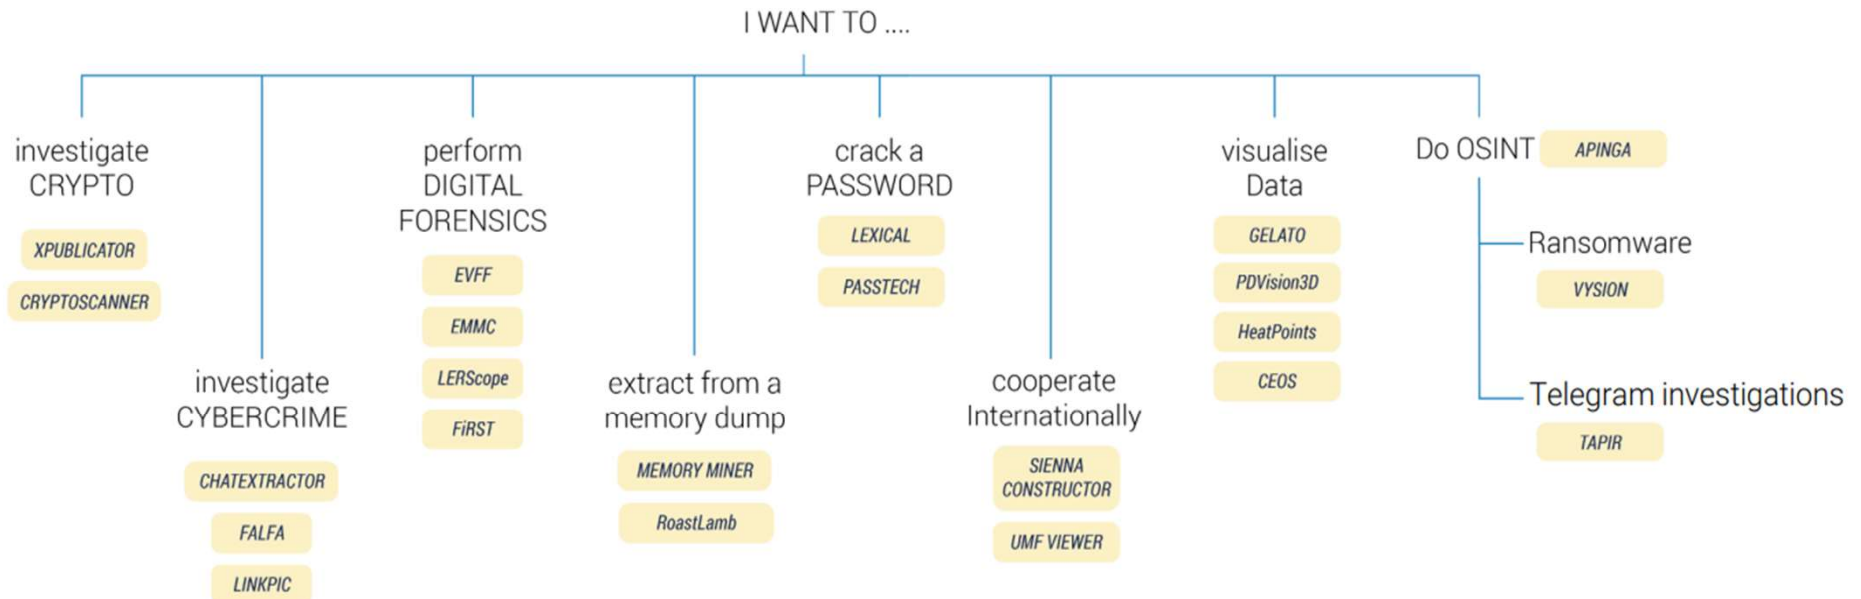 I WANT TO ....
investigate
CRYPTO
XPUBLICATOR
CRYPTOSCANNER
investigate
CYBERCRIME
CHATEXTRACTOR
FALFA
LINKPIC
perform
DIGITAL
FORENSICS
EVFF
EMMC
LERScope
FiRST
extract from a
memory dump
MEMORY MINER
RoastLamb
crack a
PASSWORD
LEXICAL
PASSTECH
cooperate
Internationally
SIENNA
CONSTRUCTOR
UMF VIEWER
visualise
Data
GELATO
PDVision3D
HeatPoints
CEOS
Do OSINT
APINGA
Ransomware
VYSION
Telegram investigations
TAPIR